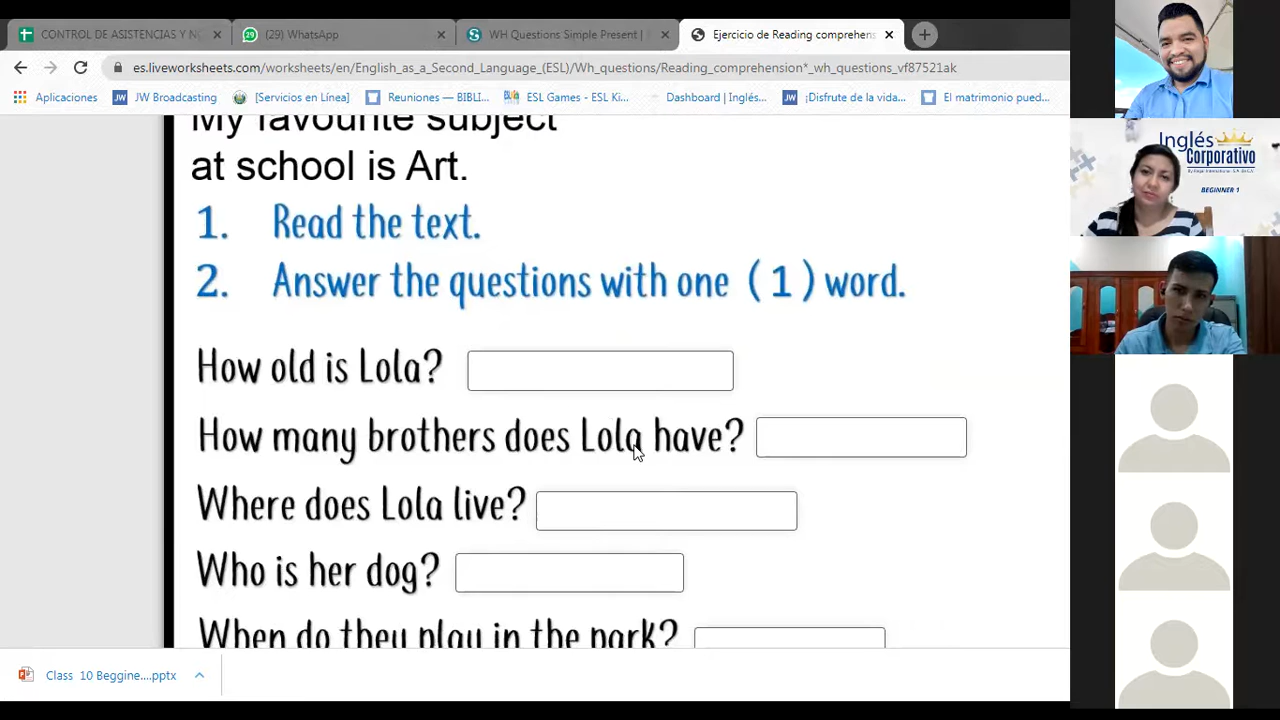 CONTROL DE ASISTENCIAS Y NO
(29) WhatsApp
WH Questions Simple Present |
Ejercicio de Reading comprehens
es.liveworksheets.com/worksheets/en/English_as_a_Second_Language_(ESL)/Wh_questions/Reading_comprehension*_wh_questions_vf87521ak
Aplicaciones
JW Broadcasting
[Servicios en Línea]
Reuniones — BIBLI...
ESL Games - ESL Ki...
Dashboard | Inglés...
¡Disfrute de la vida...
El matrimonio pued...
My favourite subject
at school is Art.
1. Read the text.
2. Answer the questions with one (1) word.
How old is Lola?
How many brothers does Lola have?
Where does Lola live?
Who is her dog?
When do they play in the park?
Class 10 Beggine....pptx
Inglés
Corporativo
BEGINNER 1